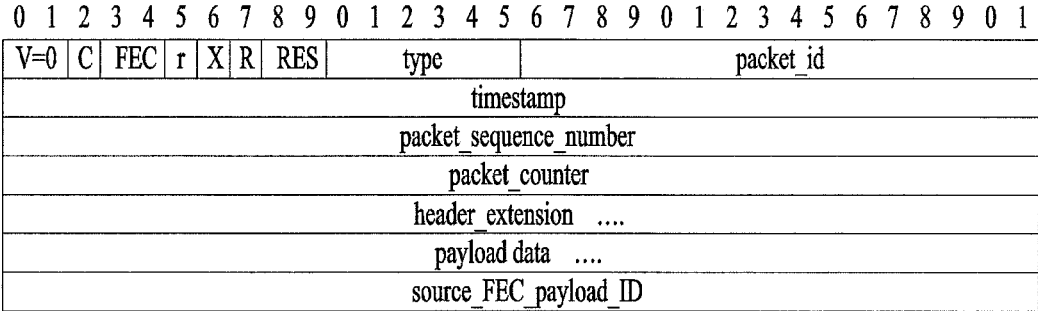 0 1 2 3 4 5 6 7 8 9 0 1 2 3 4 5 6 7 8 9 0 1 2 3 4 5 6 7 8 9 0 1
V=0 C FEC r X R RES type packet_id
timestamp
packet_sequence_number
packet_counter
header_extension ....
payload data ....
source_FEC_payload_ID